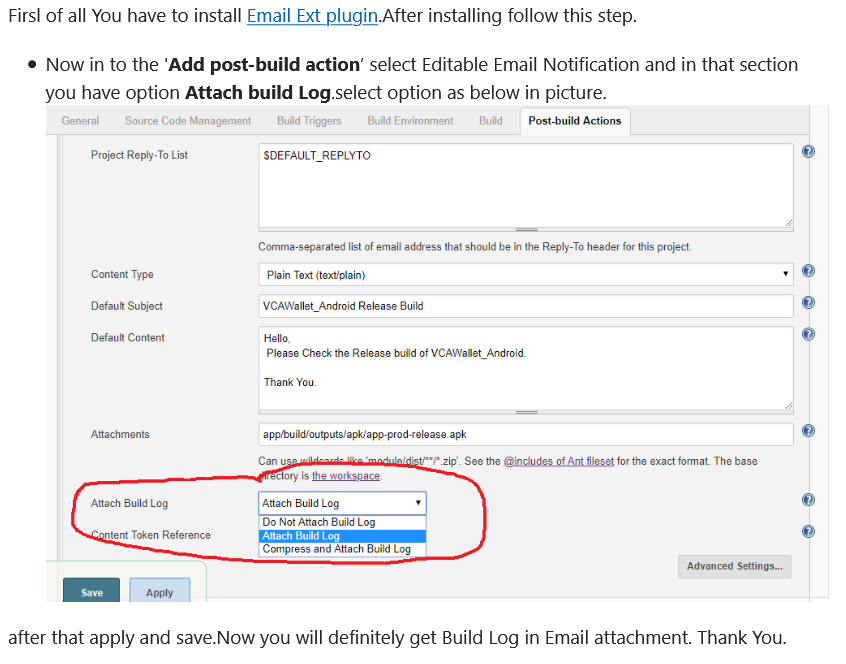 Firsl of all You have to install Email Ext plugin.After installing follow this step.
Now in to the 'Add post-build action' select Editable Email Notification and in that section
you have option Attach build Log.select option as below in picture.
General Source Code Management Build Triggers Build Environment Build Post-build Actions
Project Reply-To List $DEFAULT_REPLYTO
Comma-separated list of email address that should be in the Reply-To header for this project.
Content Type Plain Text (text/plain)
Default Subject VCAWallet_Android Release Build
Default Content Hello,
Please Check the Release build of VCAWallet_Android.
Thank You.
Attachments app/build/outputs/apk/app-prod-release.apk
Can use wildcards like 'module/dist/**/*.zip'. See the @includes of Ant fileset for the exact format. The base
directory is the workspace.
Attach Build Log Attach Build Log
Do Not Attach Build Log
Content Token Reference Attach Build Log
Compress and Attach Build Log
Advanced Settings...
Save Apply
after that apply and save.Now you will definitely get Build Log in Email attachment. Thank You.